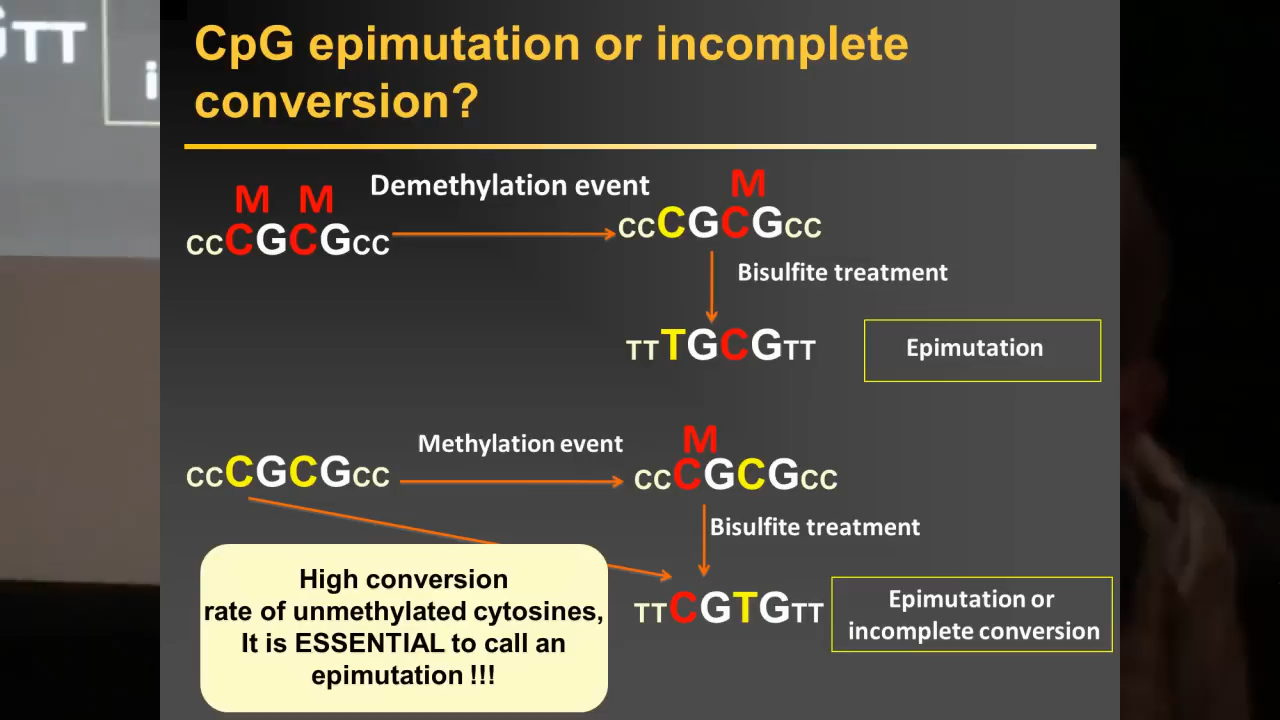 GTT
i
CpG epimutation or incomplete
conversion?
M M
Demethylation event
M
ccCGCGcc
ccCGCGcc
Bisulfite treatment
TTTGCGTT
Epimutation
Methylation event
M
ccCGCGcc
ccCGCGcc
Bisulfite treatment
High conversion
rate of unmethylated cytosines,
It is ESSENTIAL to call an
epimutation !!!
TTCGTGTT
Epimutation or
incomplete conversion